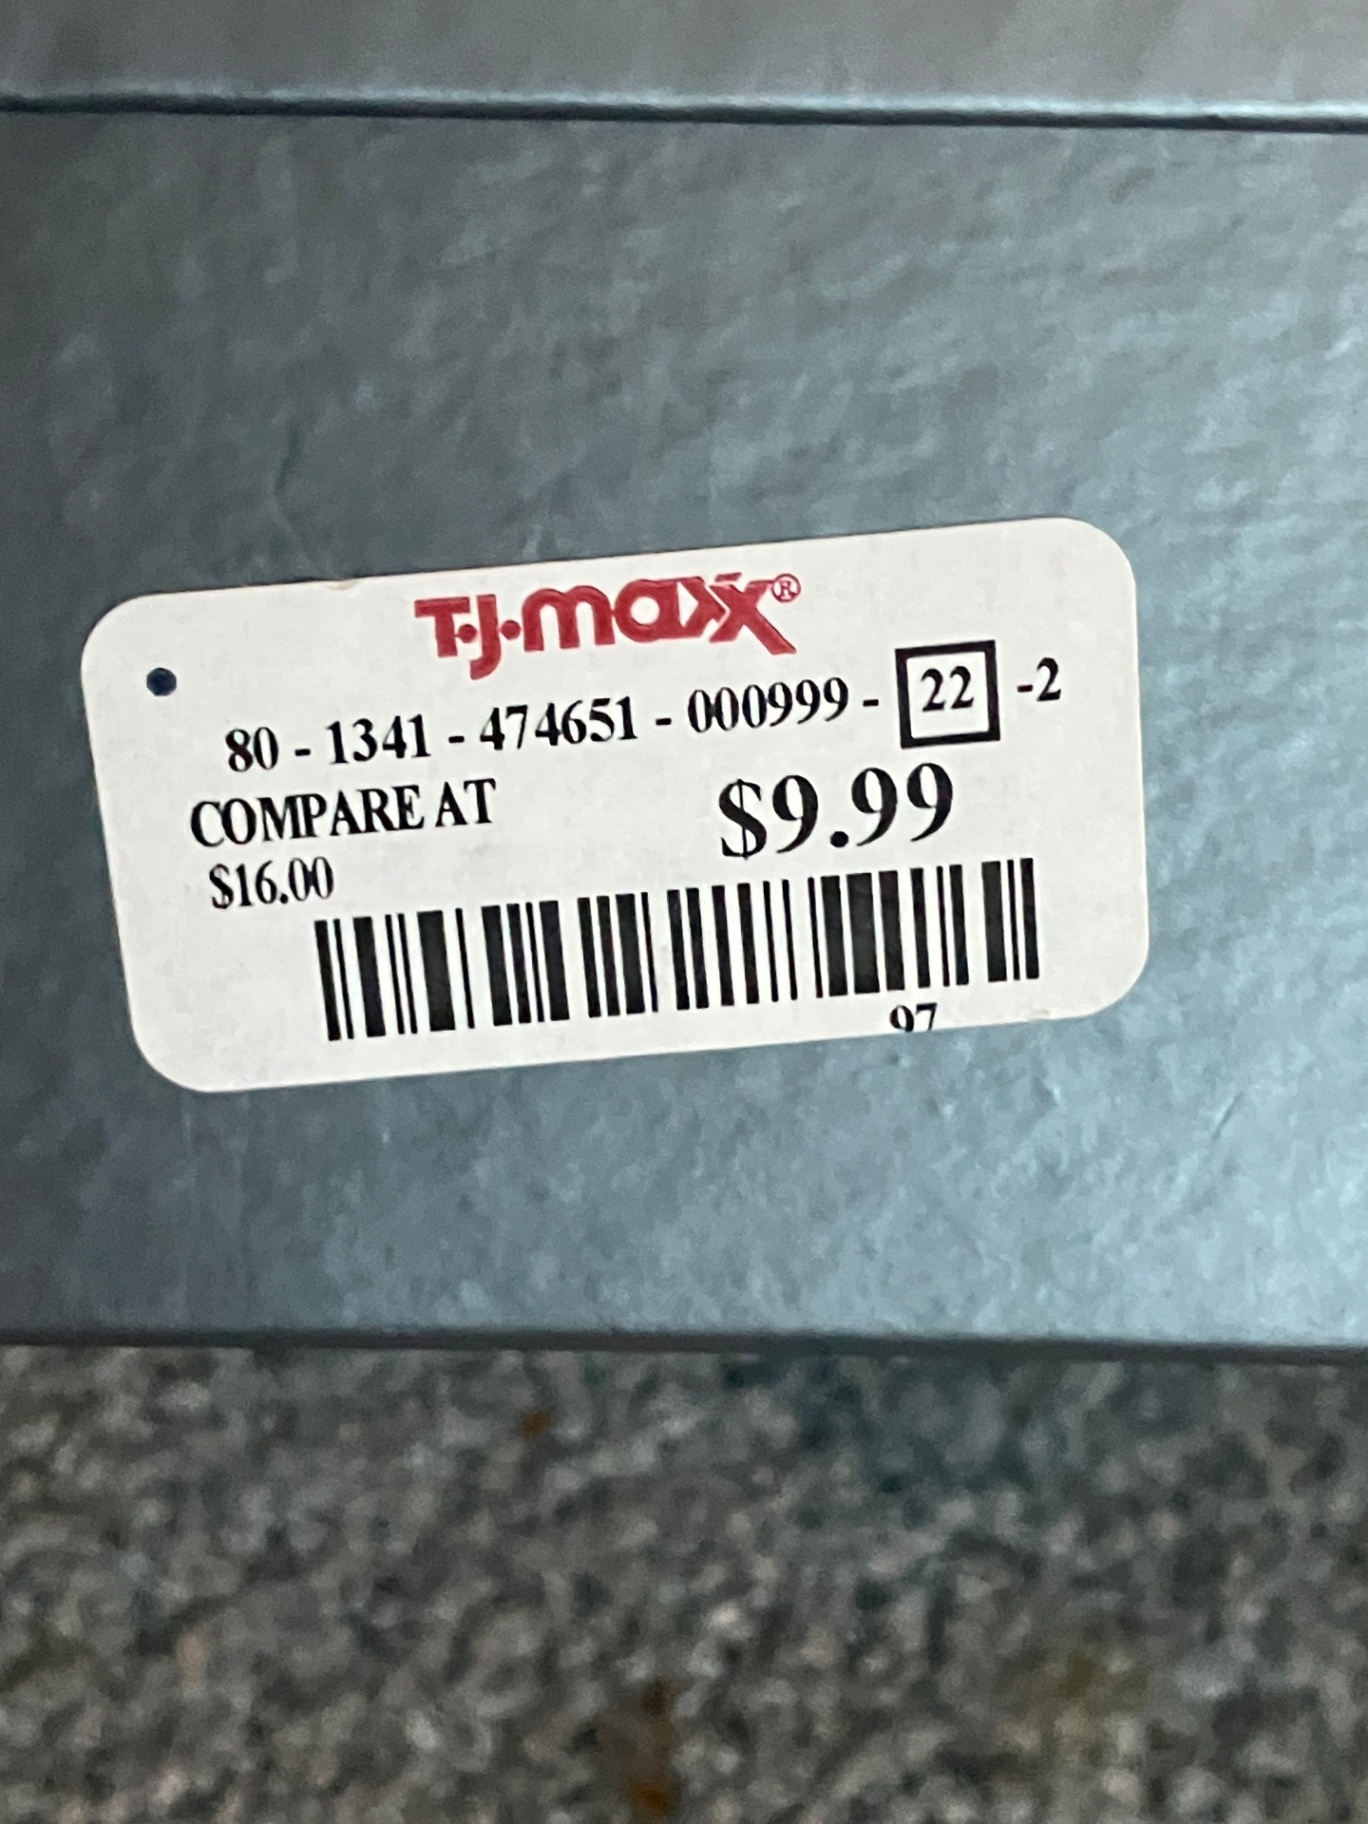 T·J·maxx®
80 - 1341 - 474651 - 000999 - 22 -2
COMPARE AT
$9.99
$16.00
97